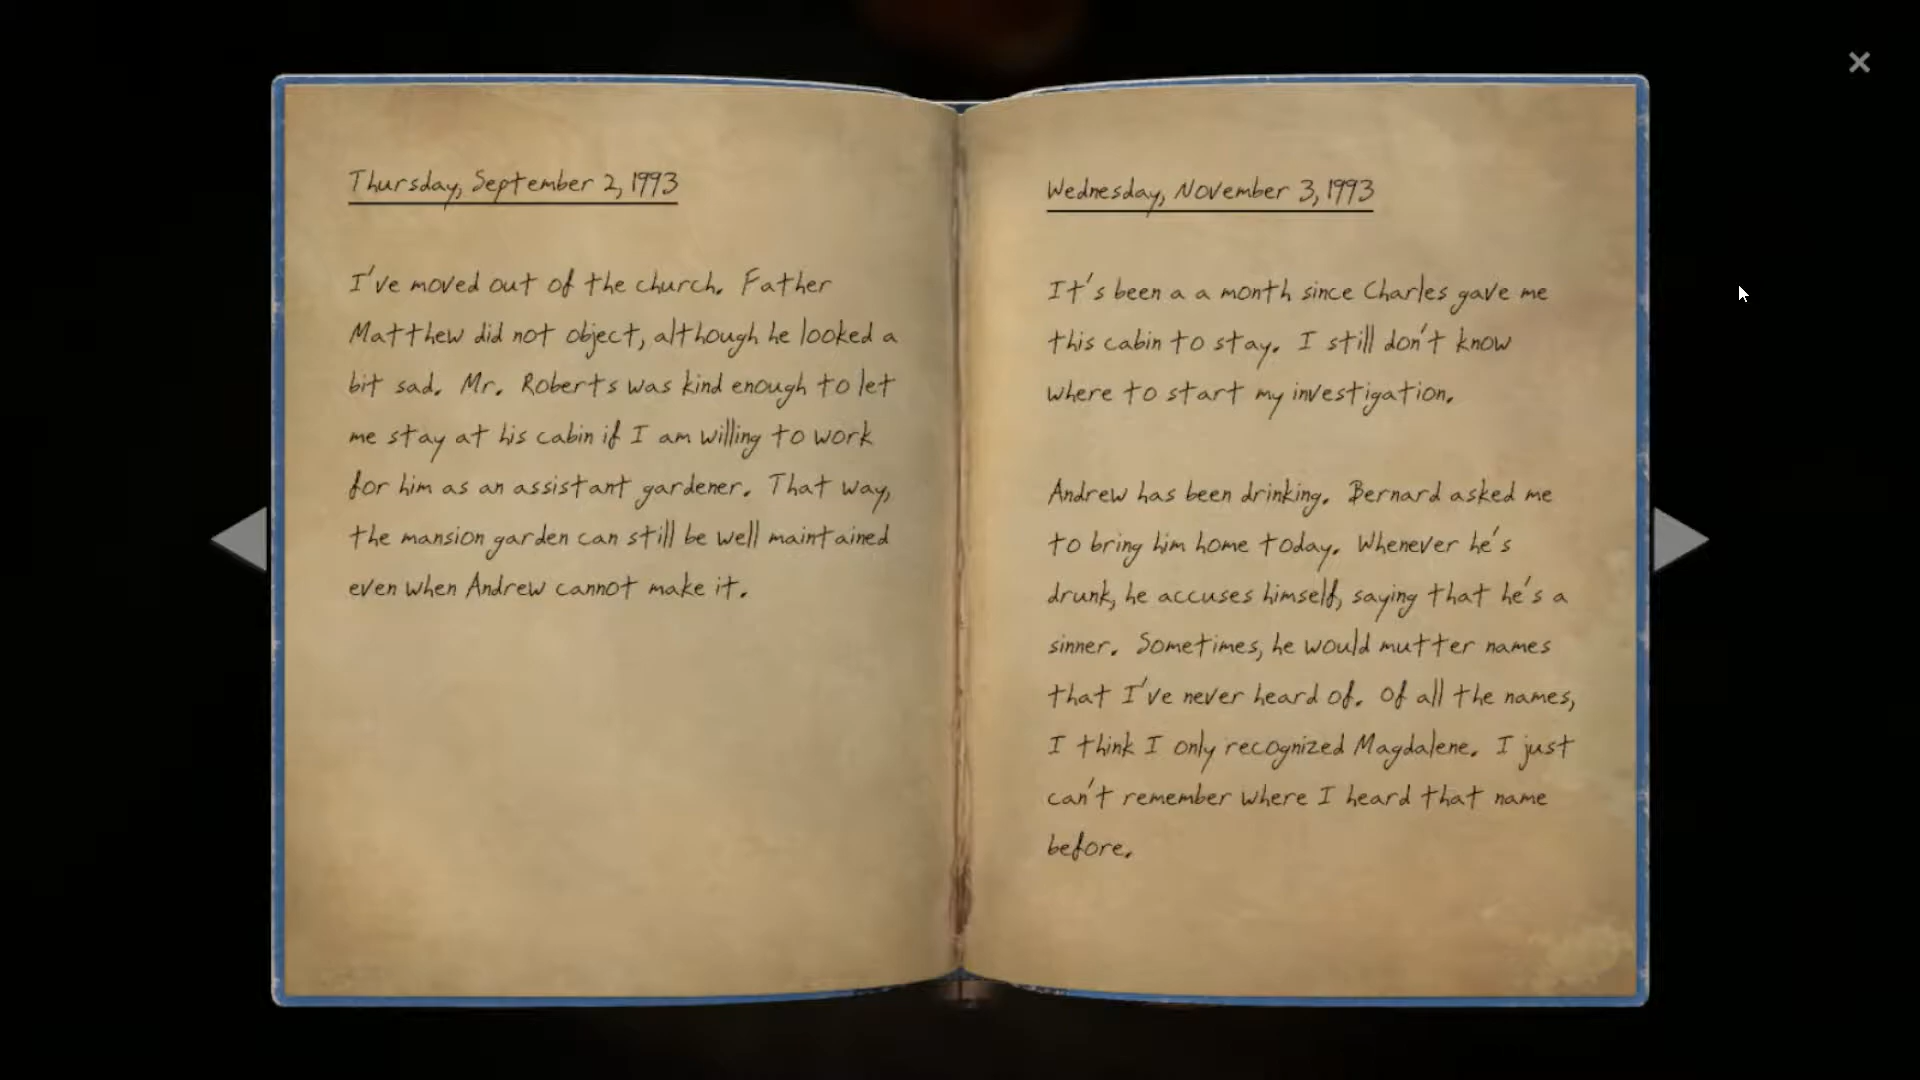 Thursday, September 2, 1993
I've moved out of the church. Father
Matthew did not object, although he looked a
bit sad. Mr. Roberts was kind enough to let
me stay at his cabin if I am willing to work
for him as an assistant gardener. That way,
the mansion garden can still be well maintained
even when Andrew cannot make it.
Wednesday, November 3, 1993
It's been a a month since Charles gave me
this cabin to stay. I still don't know
where to start my investigation.
Andrew has been drinking. Bernard asked me
to bring him home today. Whenever he's
drunk, he accuses himself, saying that he's a
sinner. Sometimes, he would mutter names
that I've never heard of. Of all the names,
I think I only recognized Magdalene. I just
can't remember where I heard that name
before.